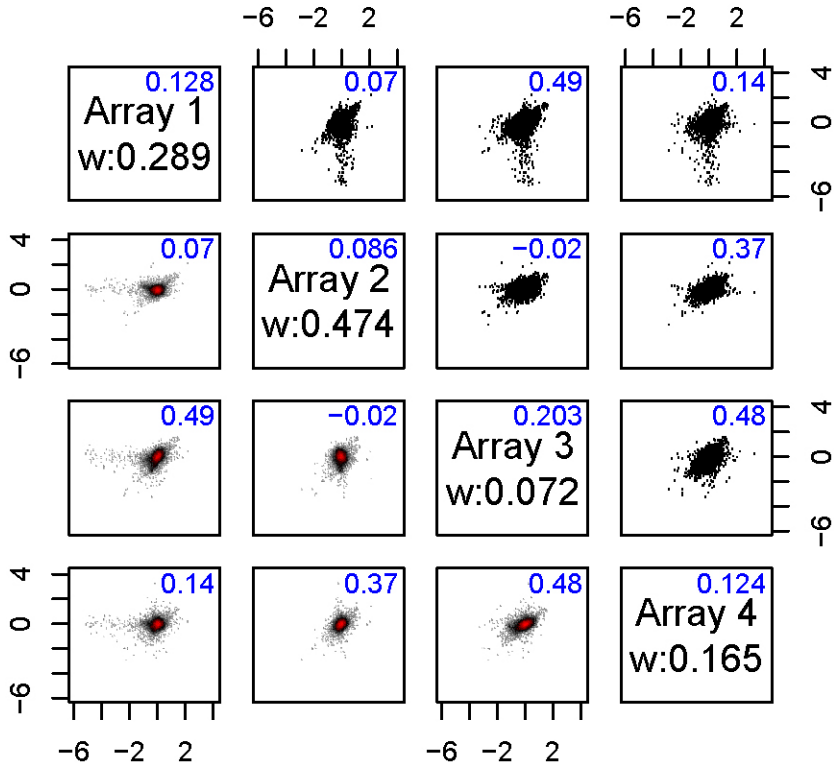 −6 −2 2 −6 −2 2
0.128 0.07 0.49 0.14 4
Array 1
w:0.289
0
−6
4 0.07 0.086 −0.02 0.37
Array 2
w:0.474
0
−6
0.49 −0.02 0.203 0.48 4
Array 3
w:0.072
0
−6
4 0.14 0.37 0.48 0.124
Array 4
w:0.165
0
−6
−6 −2 2 −6 −2 2